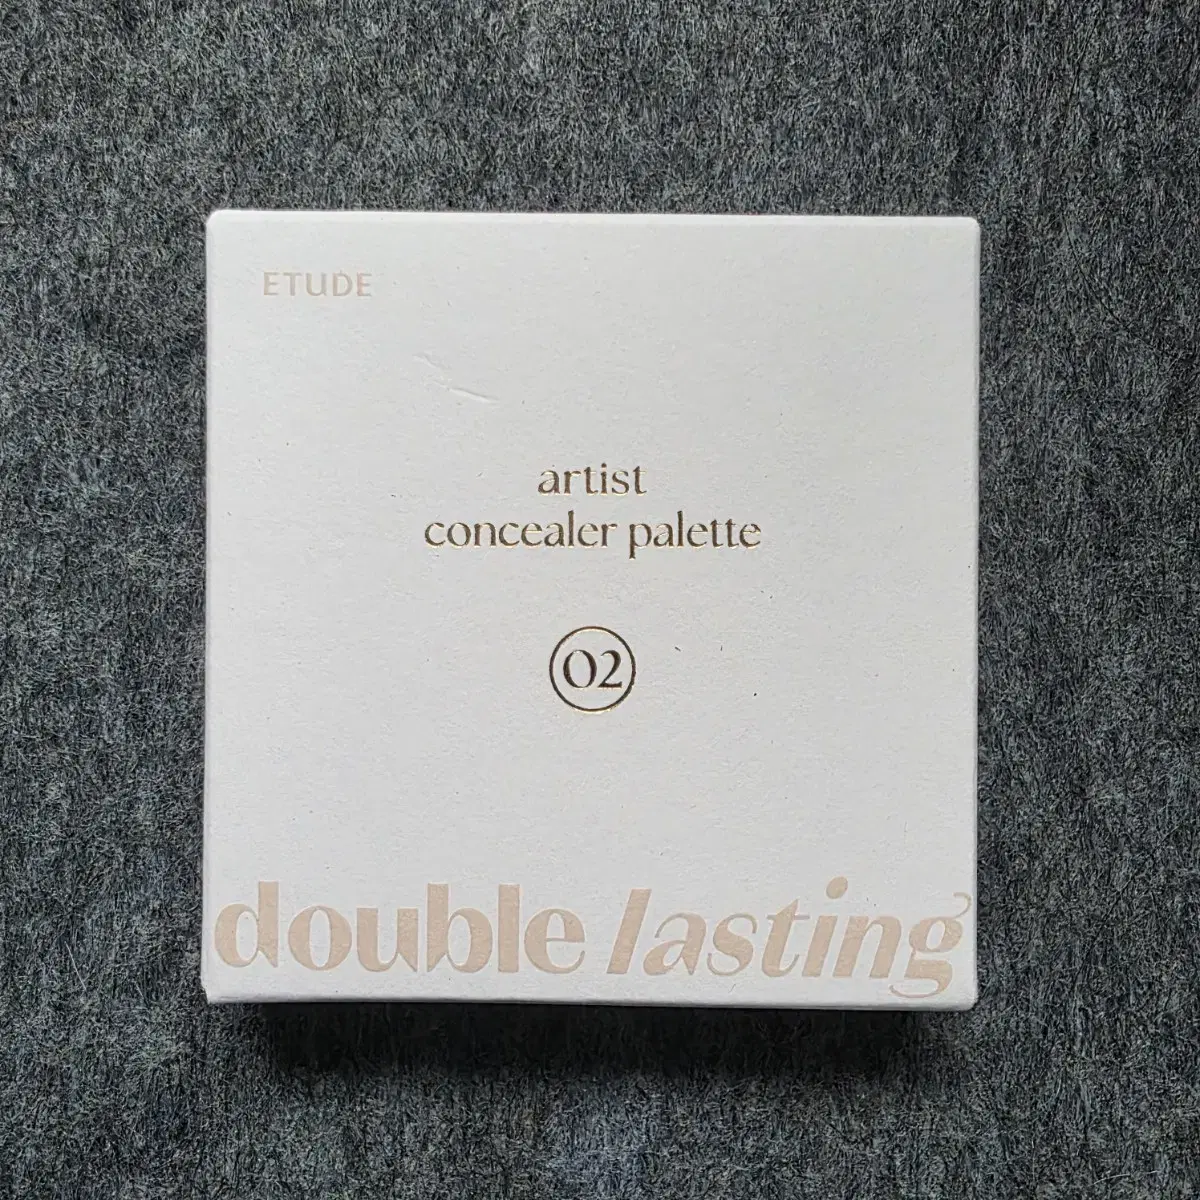 ETUDE
artist
concealer palette
02
double lasting